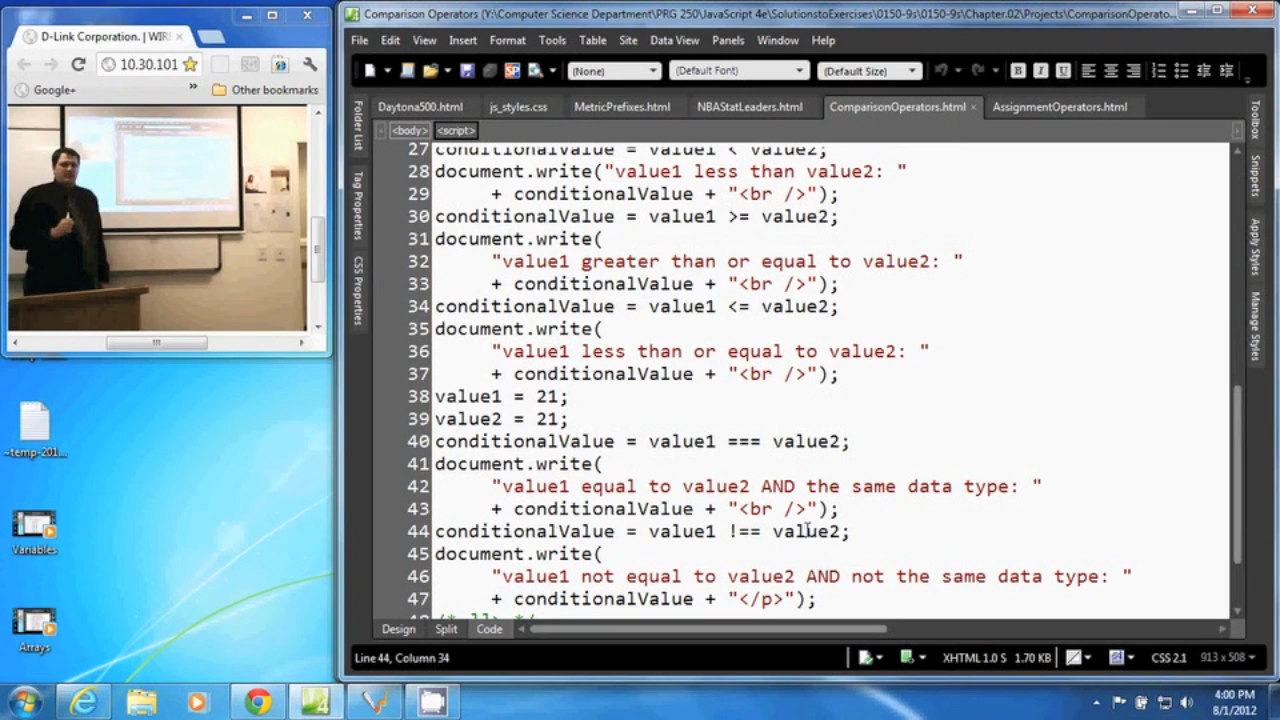 D-Link Corporation. | WIRI
10.30.101
Google+
»
Other bookmarks
~temp-201...
Variables
Arrays
Comparison Operators (Y:\Computer Science Department\PRG 250\JavaScript 4e\SolutionstoExercises\0150-9s\0150-9s\Chapter.02\Projects\ComparisonOperato...
File Edit View Insert Format Tools Table Site Data View Panels Window Help
(None) (Default Font) (Default Size) B I U
Daytona500.html js_styles.css MetricPrefixes.html NBAStatLeaders.html ComparisonOperators.html × AssignmentOperators.html
<body> <script>
Folder List
Tag Properties
CSS Properties
27 conditionalValue = value1 < value2;
28 document.write("value1 less than value2: "
29 + conditionalValue + "<br />");
30 conditionalValue = value1 >= value2;
31 document.write(
32 "value1 greater than or equal to value2: "
33 + conditionalValue + "<br />");
34 conditionalValue = value1 <= value2;
35 document.write(
36 "value1 less than or equal to value2: "
37 + conditionalValue + "<br />");
38 value1 = 21;
39 value2 = 21;
40 conditionalValue = value1 === value2;
41 document.write(
42 "value1 equal to value2 AND the same data type: "
43 + conditionalValue + "<br />");
44 conditionalValue = value1 !== value2;
45 document.write(
46 "value1 not equal to value2 AND not the same data type: "
47 + conditionalValue + "</p>");
Toolbox
Snippets
Apply Styles
Manage Styles
Design Split Code
Line 44, Column 34
XHTML 1.0 S 1.70 KB CSS 2.1 913 x 508
4:00 PM
8/1/2012